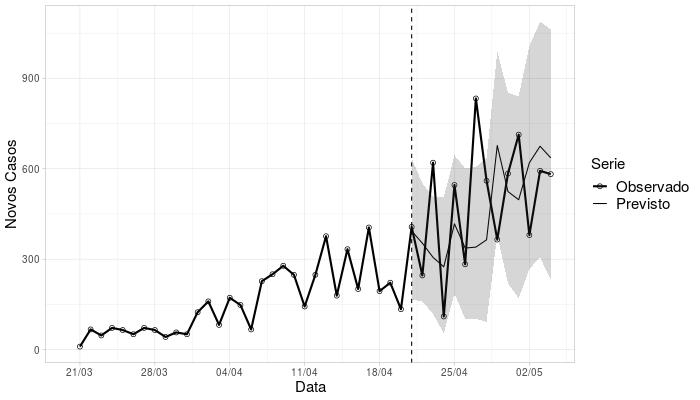 900
600
300
0
Novos Casos
21/03 28/03 04/04 11/04 18/04 25/04 02/05
Data
Serie
Observado
Previsto